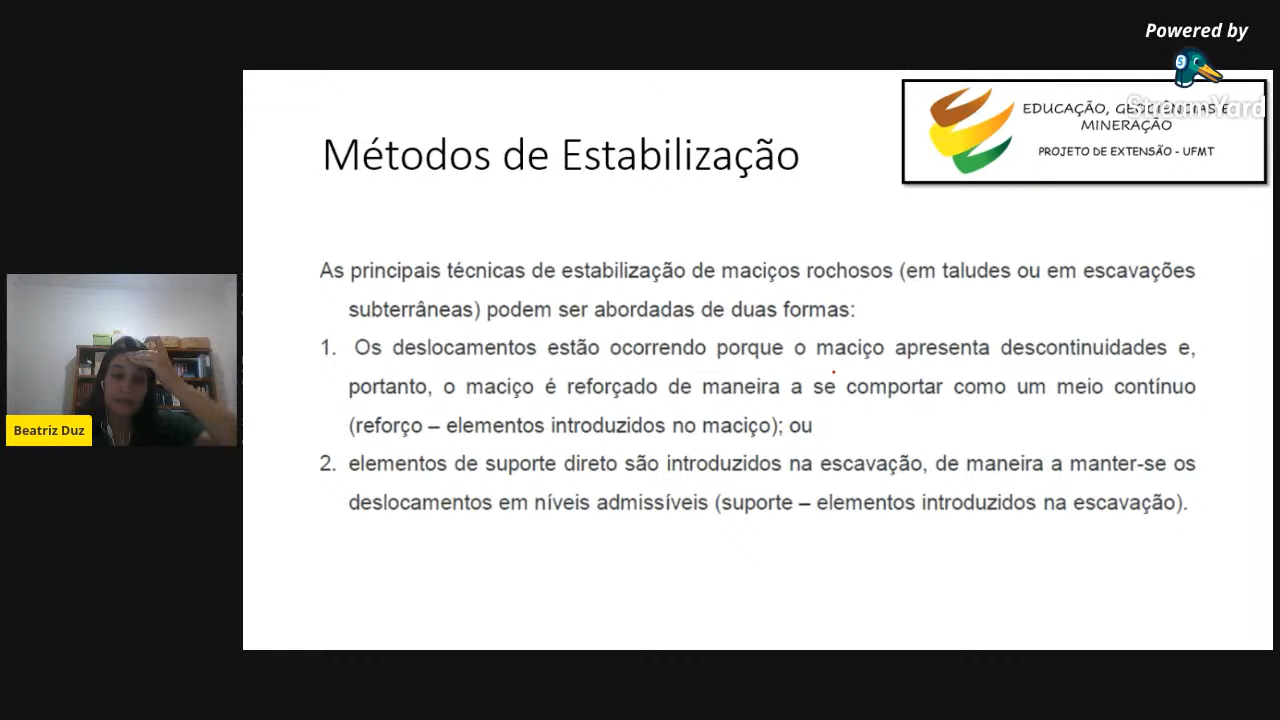 Powered by
StreamYard
EDUCAÇÃO, GEOCIÊNCIAS E
MINERAÇÃO
PROJETO DE EXTENSÃO - UFMT
Métodos de Estabilização
As principais técnicas de estabilização de maciços rochosos (em taludes ou em escavações
subterrâneas) podem ser abordadas de duas formas:
1. Os deslocamentos estão ocorrendo porque o maciço apresenta descontinuidades e,
portanto, o maciço é reforçado de maneira a se comportar como um meio contínuo
(reforço – elementos introduzidos no maciço); ou
2. elementos de suporte direto são introduzidos na escavação, de maneira a manter-se os
deslocamentos em níveis admissíveis (suporte – elementos introduzidos na escavação).
Beatriz Duz